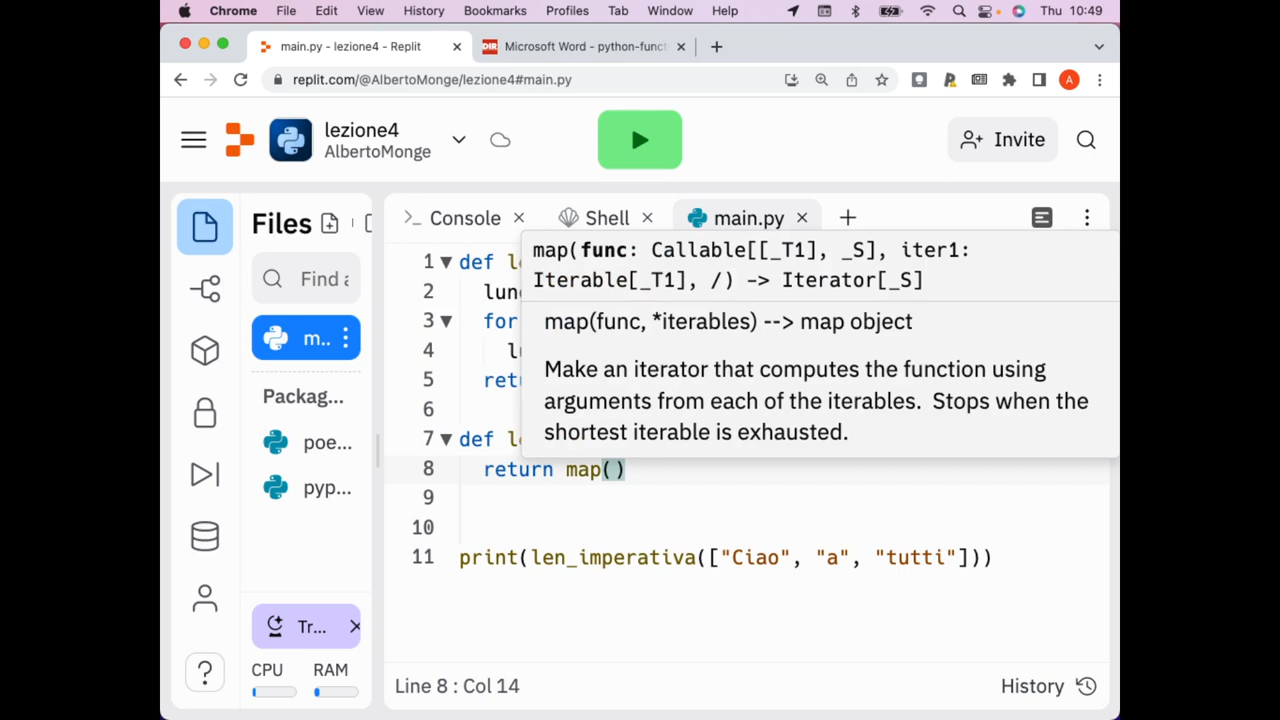 Chrome File Edit View History Bookmarks Profiles Tab Window Help Thu 10:49
main.py - lezione4 - Replit
DIR Microsoft Word - python-funct
replit.com/@AlbertoMonge/lezione4#main.py
A
lezione4
AlbertoMonge
Invite
Files
Console
Shell
main.py
Find a
m..
Packag...
poe...
pyp...
Tr...
CPU RAM
map(func: Callable[[_T1], _S], iter1:
Iterable[_T1], /) -> Iterator[_S]
map(func, *iterables) --> map object
Make an iterator that computes the function using
arguments from each of the iterables. Stops when the
shortest iterable is exhausted.
1 def
2
3 for
4
5
6
7 def
8 return map()
9
10
11 print(len_imperativa(["Ciao", "a", "tutti"]))
?
Line 8 : Col 14
History